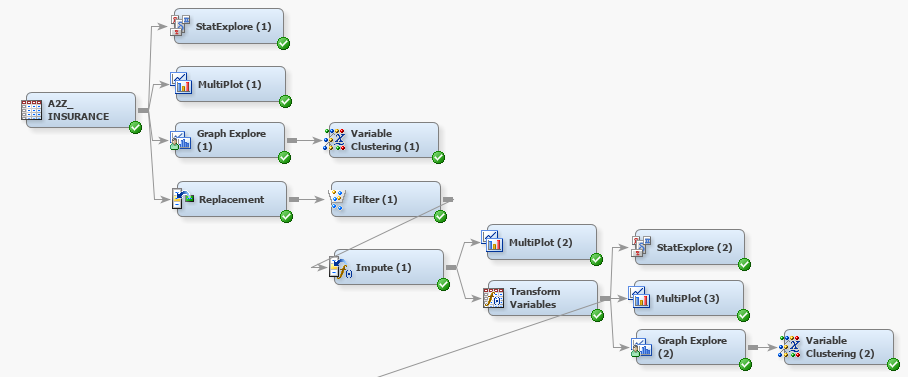 StatExplore (1)
MultiPlot (1)
A2Z_
INSURANCE
Graph Explore
(1)
Variable
Clustering (1)
Replacement
Filter (1)
Impute (1)
MultiPlot (2)
Transform
Variables
StatExplore (2)
MultiPlot (3)
Graph Explore
(2)
Variable
Clustering (2)